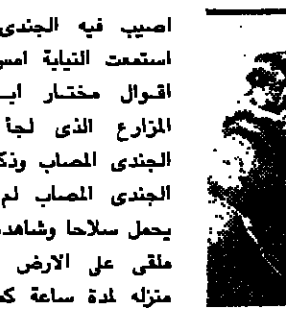 اصيب فيه الجندى
استمعت النيابة امس
اقوال مختار ابـ
المزارع الذى لجأ
الجندى المصاب وذكـ
الجندى المصاب لم
يحمل سلاحا وشاهد
ملقى على الارض
منزله لمدة ساعة كمـ